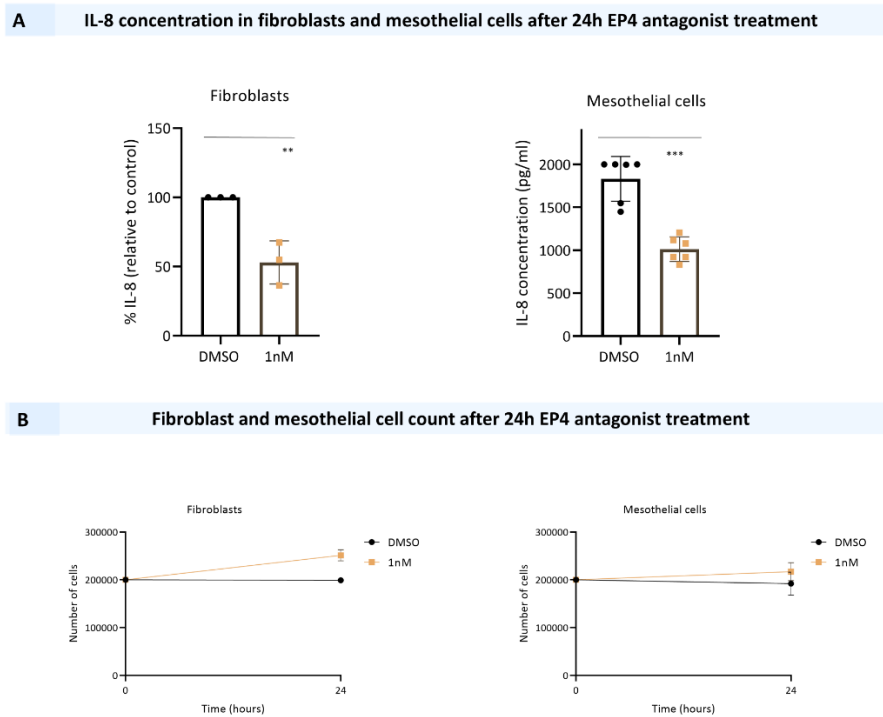 A
IL-8 concentration in fibroblasts and mesothelial cells after 24h EP4 antagonist treatment
Fibroblasts
% IL-8 (relative to control)
150
100
50
0
**
DMSO
1nM
Mesothelial cells
IL-8 concentration (pg/ml)
2000
1500
1000
500
0
***
DMSO
1nM
B
Fibroblast and mesothelial cell count after 24h EP4 antagonist treatment
Fibroblasts
Number of cells
300000
200000
100000
0
0
24
Time (hours)
DMSO
1nM
Mesothelial cells
Number of cells
300000
200000
100000
0
0
24
Time (hours)
DMSO
1nM